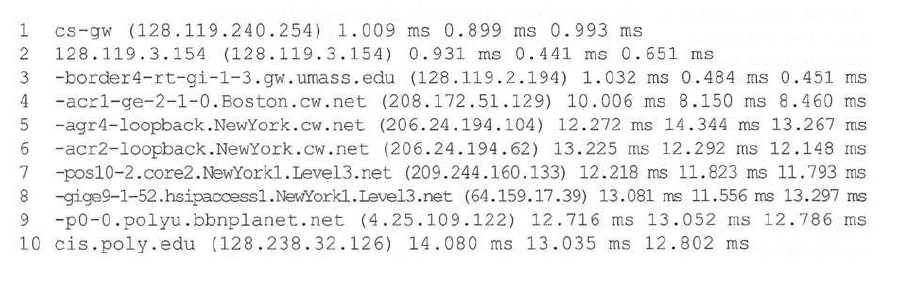 1 cs-gw (128.119.240.254) 1.009 ms 0.899 ms 0.993 ms
2 128.119.3.154 (128.119.3.154) 0.931 ms 0.441 ms 0.651 ms
3 -border4-rt-gi-1-3.gw.umass.edu (128.119.2.194) 1.032 ms 0.484 ms 0.451 ms
4 -acr1-ge-2-1-0.Boston.cw.net (208.172.51.129) 10.006 ms 8.150 ms 8.460 ms
5 -agr4-loopback.NewYork.cw.net (206.24.194.104) 12.272 ms 14.344 ms 13.267 ms
6 -acr2-loopback.NewYork.cw.net (206.24.194.62) 13.225 ms 12.292 ms 12.148 ms
7 -pos10-2.core2.NewYork1.Level3.net (209.244.160.133) 12.218 ms 11.823 ms 11.793 ms
8 -gige9-1-52.hsipaccess1.NewYork1.Level3.net (64.159.17.39) 13.081 ms 11.556 ms 13.297 ms
9 -p0-0.polyu.bbnplanet.net (4.25.109.122) 12.716 ms 13.052 ms 12.786 ms
10 cis.poly.edu (128.238.32.126) 14.080 ms 13.035 ms 12.802 ms